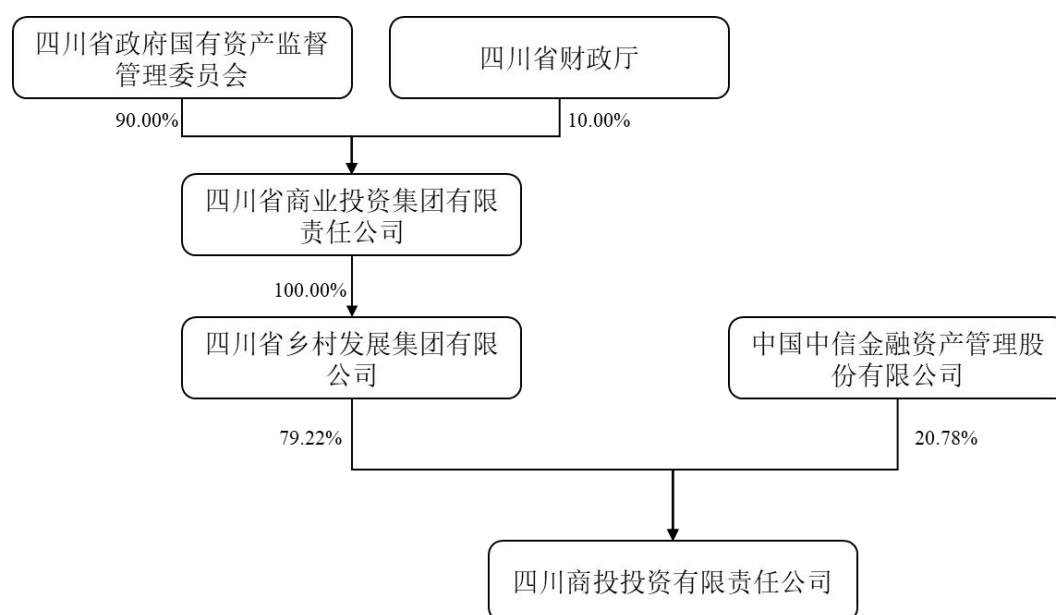 四川省政府国有资产监督
管理委员会
四川省财政厅
90.00%
10.00%
四川省商业投资集团有限
责任公司
100.00%
四川省乡村发展集团有限
公司
中国中信金融资产管理股
份有限公司
79.22%
20.78%
四川商投投资有限责任公司